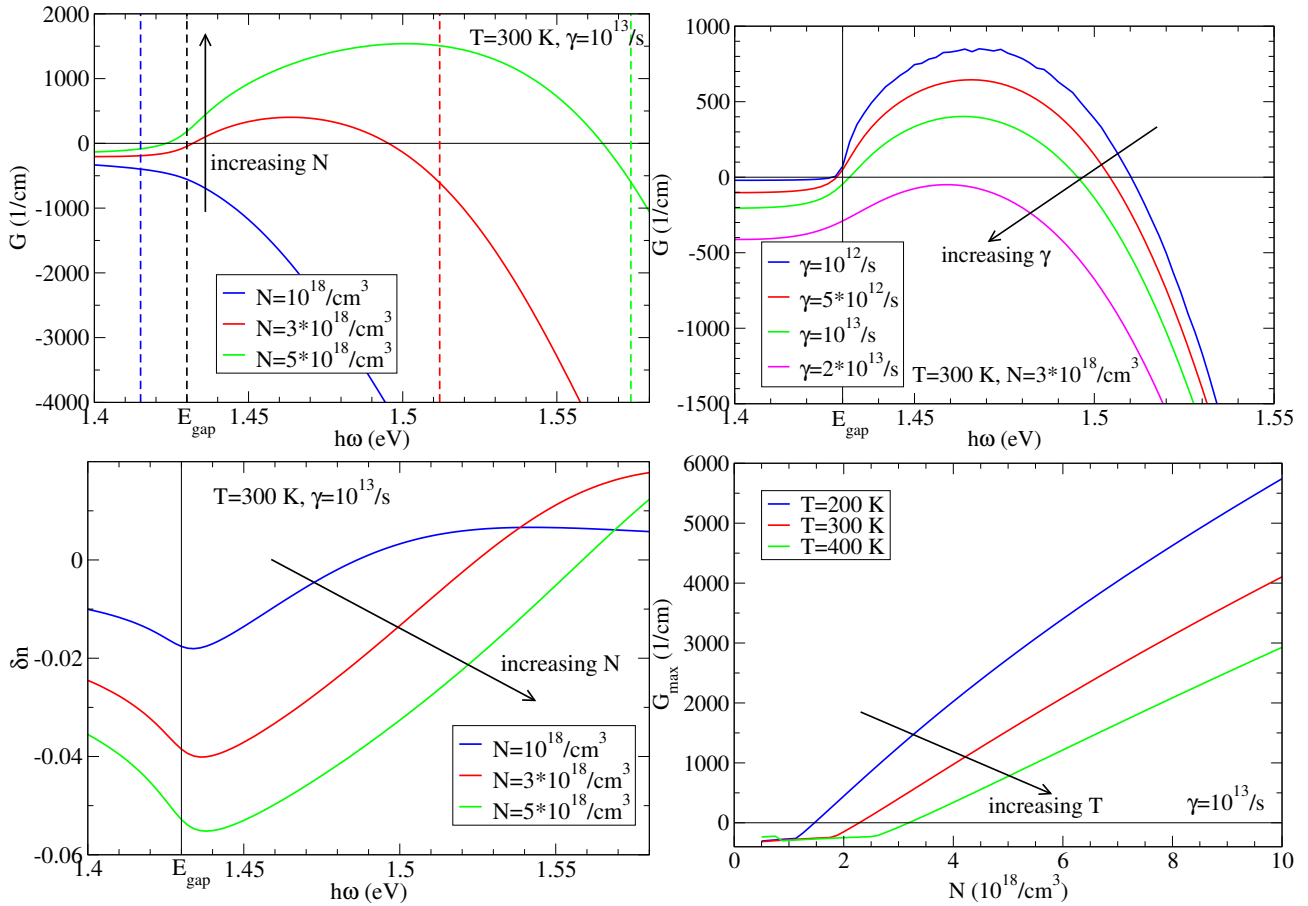 T=300 K, γ=10^13/s
G (1/cm)
2000
1000
0
-1000
-2000
-3000
-4000
increasing N
N=10^18/cm^3
N=3*10^18/cm^3
N=5*10^18/cm^3
1.4
E_gap
1.45
1.5
1.55
hω (eV)
G (1/cm)
1000
500
0
-500
-1000
-1500
increasing γ
γ=10^12/s
γ=5*10^12/s
γ=10^13/s
γ=2*10^13/s
T=300 K, N=3*10^18/cm^3
1.4
E_gap
1.45
1.5
1.55
hω (eV)
T=300 K, γ=10^13/s
δn
0
-0.02
-0.04
-0.06
increasing N
N=10^18/cm^3
N=3*10^18/cm^3
N=5*10^18/cm^3
1.4
E_gap
1.45
1.5
1.55
hω (eV)
G_max (1/cm)
6000
5000
4000
3000
2000
1000
0
T=200 K
T=300 K
T=400 K
increasing T
γ=10^13/s
0
2
4
6
8
10
N (10^18/cm^3)